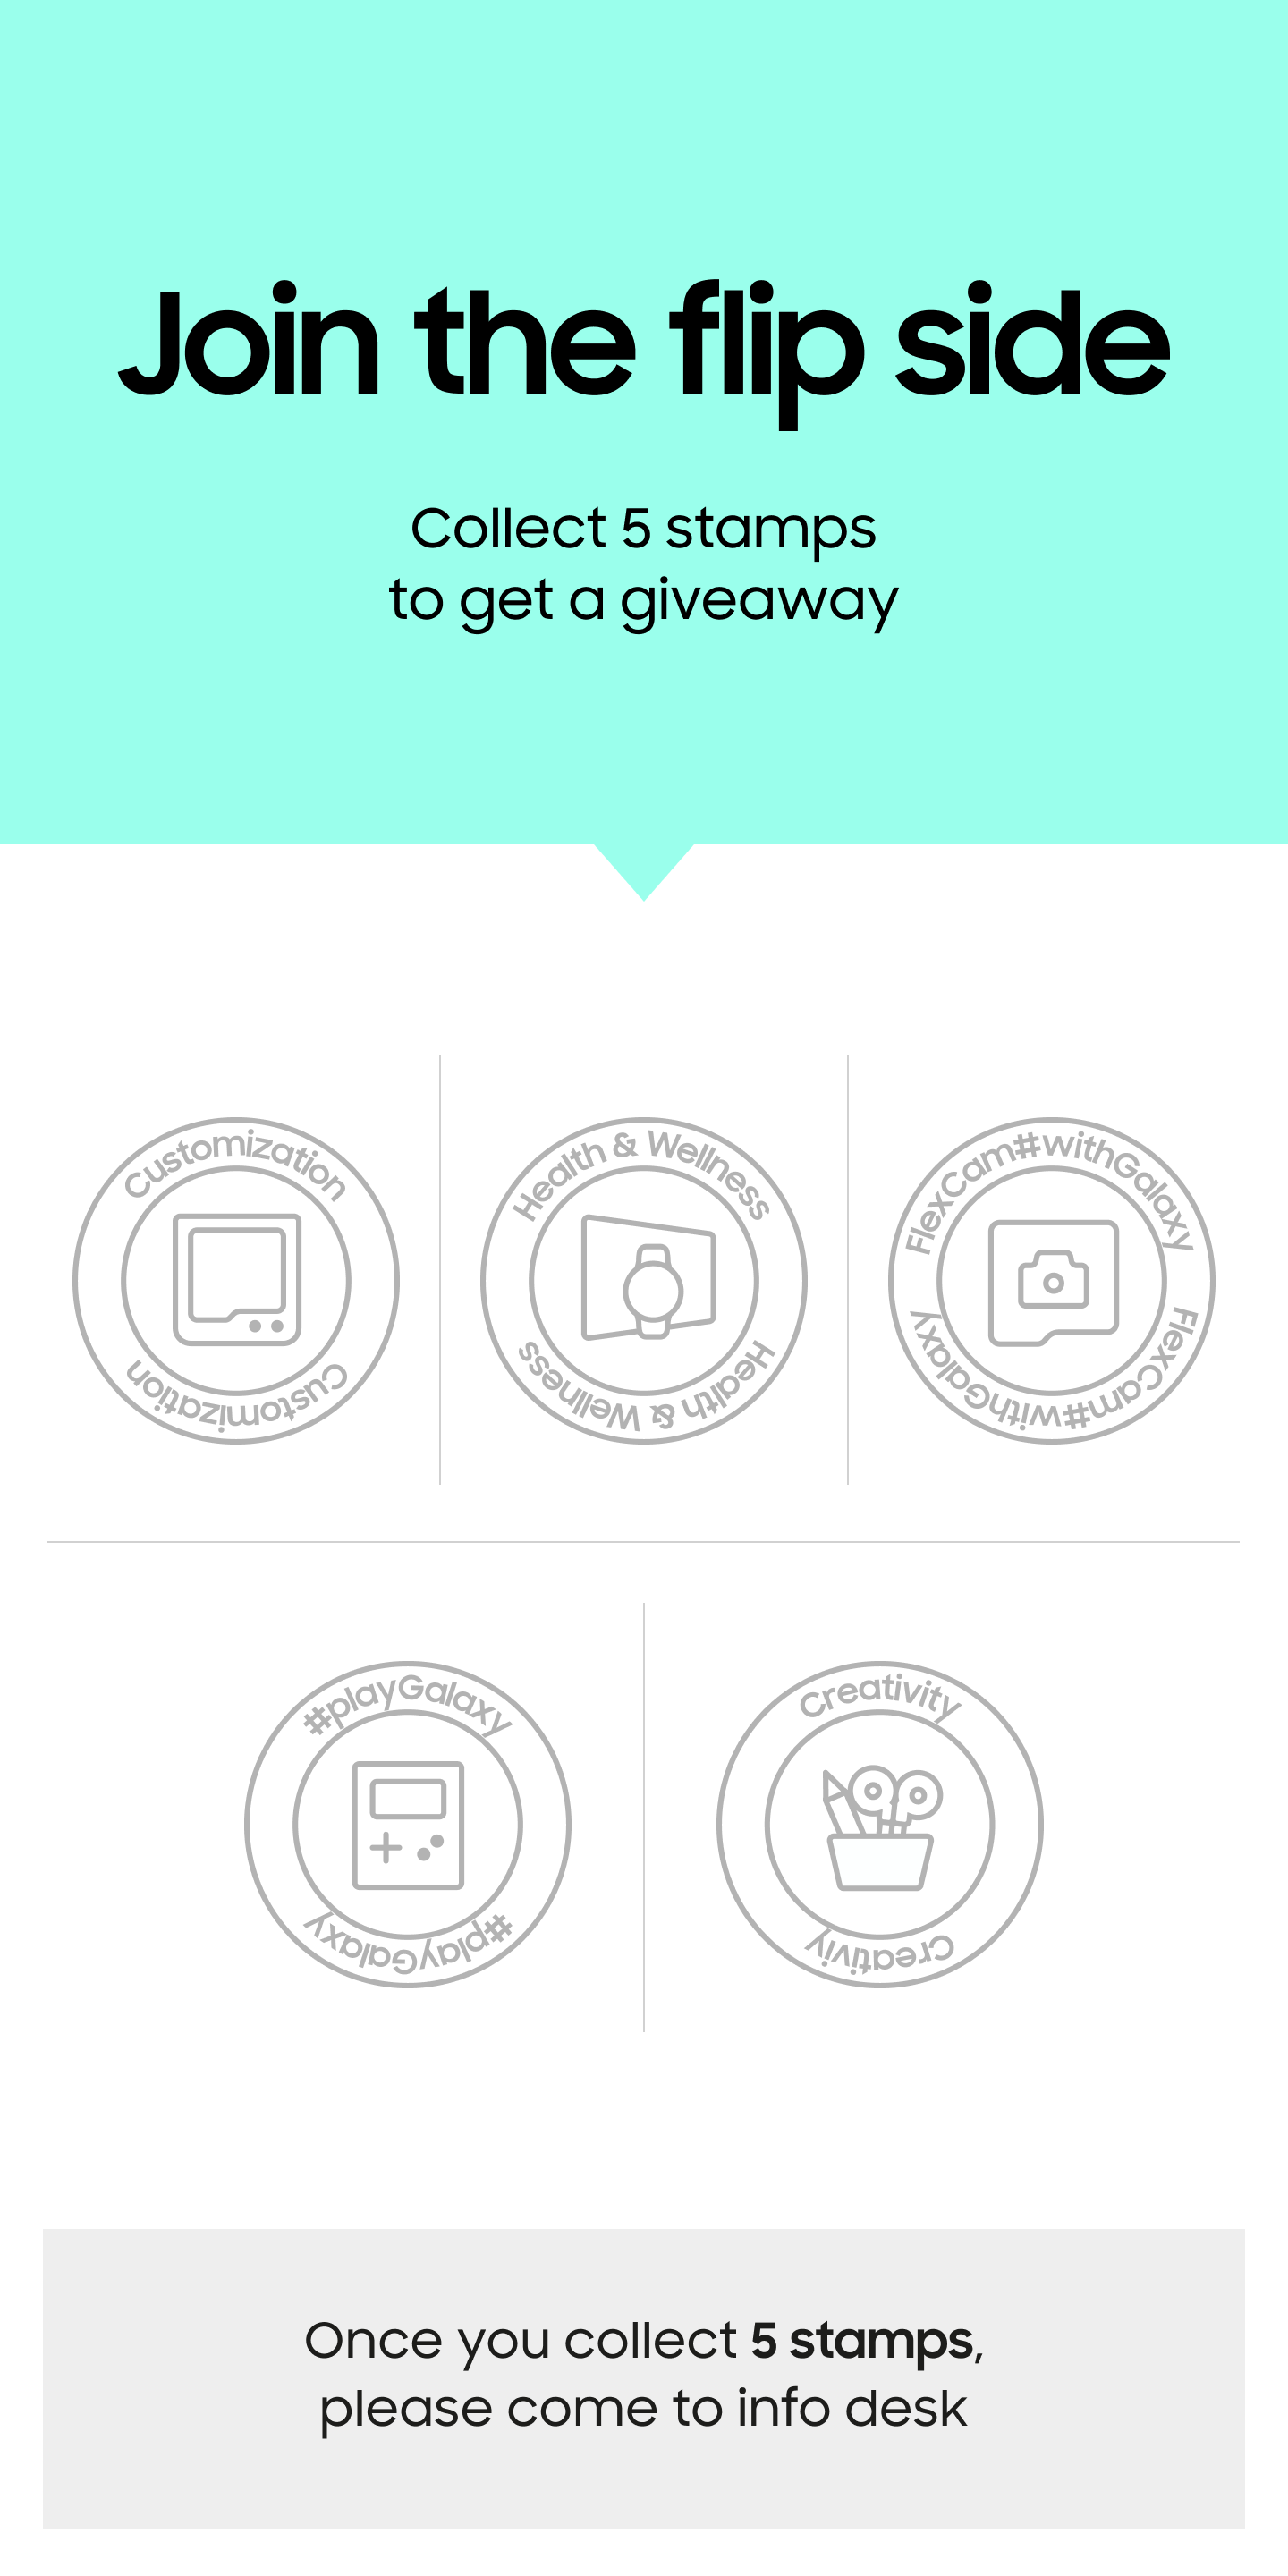 Join the flip side
Collect 5 stamps
to get a giveaway
Customization
Customization
Health & Wellness
Health & Wellness
FlexCam#withGalaxy
FlexCam#withGalaxy
#playGalaxy
#playGalaxy
Creativity
Creativiy
Once you collect 5 stamps,
please come to info desk